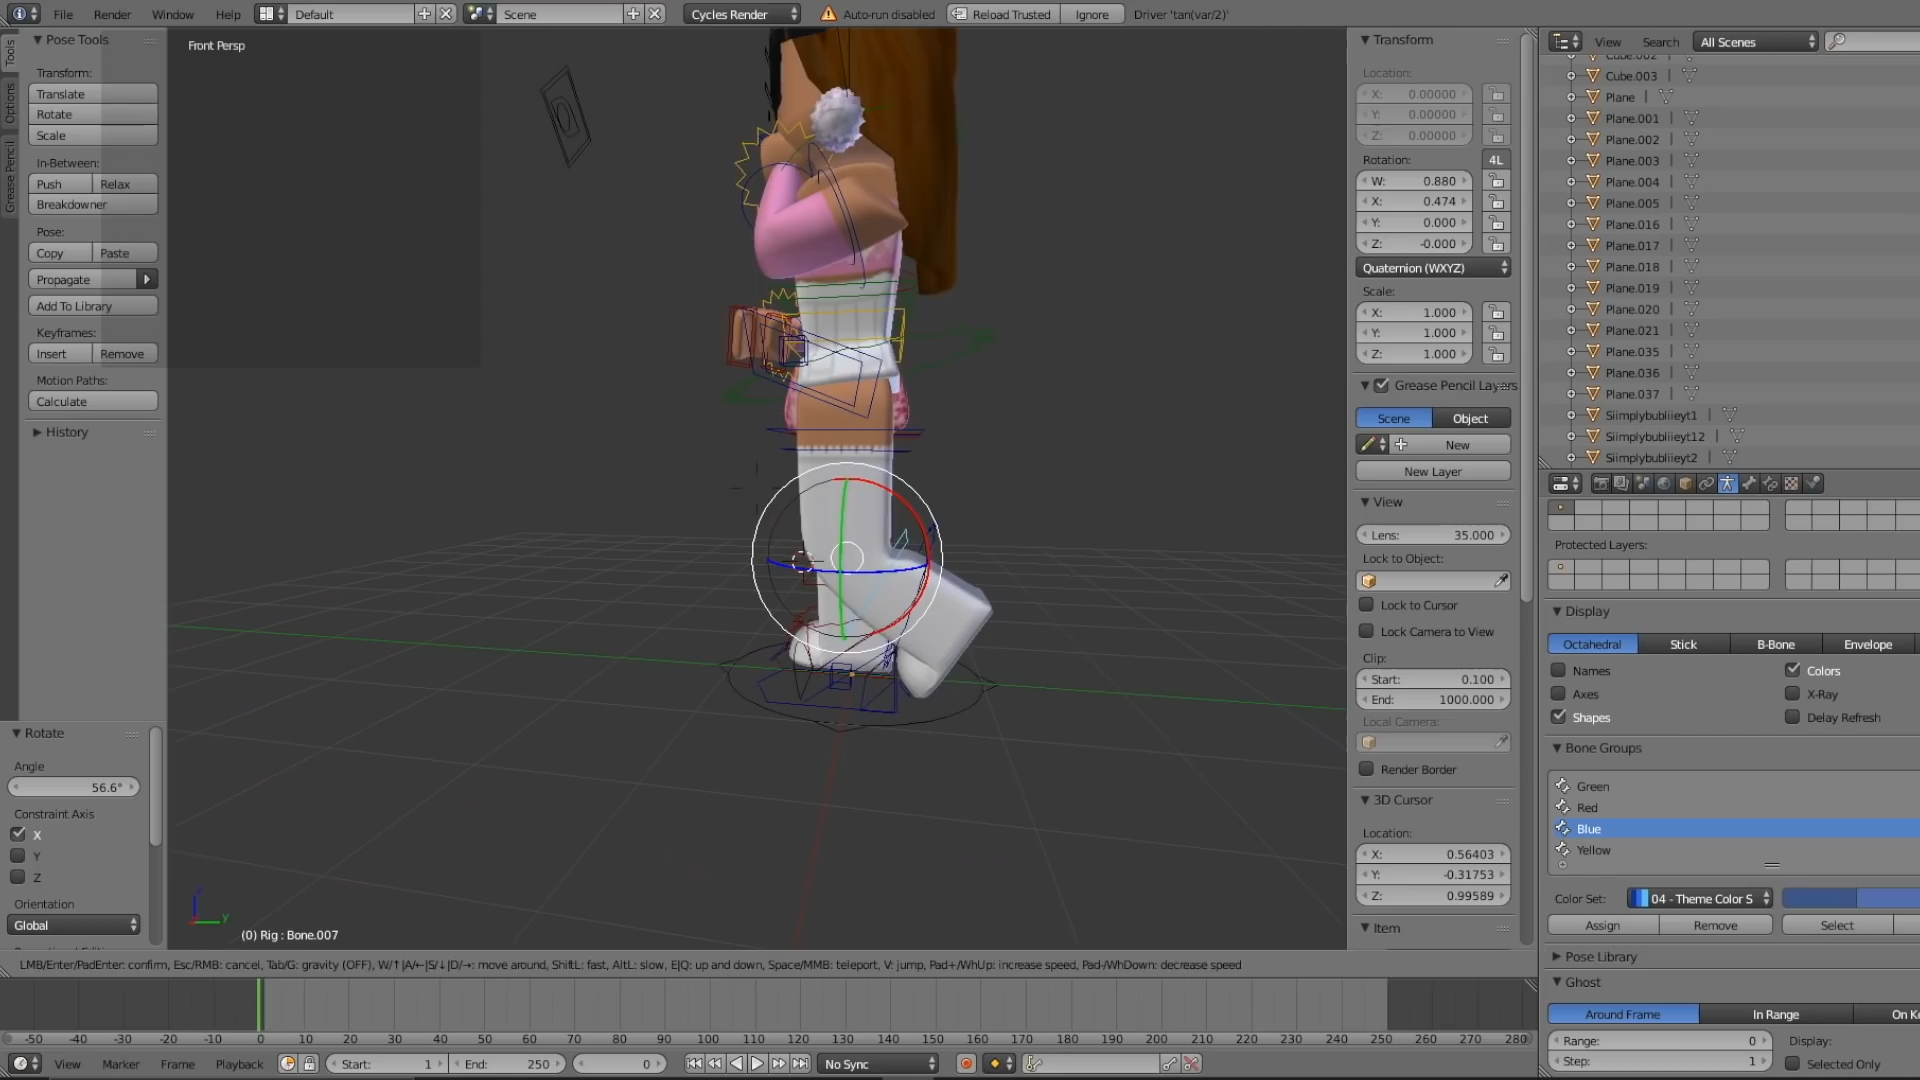 File Render Window Help Default Scene Cycles Render Auto-run disabled Reload Trusted Ignore Driver 'tan(var/2)'
Tools
Options
Grease Pencil
Pose Tools
Transform:
Translate
Rotate
Scale
In-Between:
Push Relax
Breakdowner
Pose:
Copy Paste
Propagate
Add To Library
Keyframes:
Insert Remove
Motion Paths:
Calculate
History
Rotate
Angle
56.6°
Constraint Axis
X
Y
Z
Orientation
Global
Front Persp
(0) Rig : Bone.007
Transform
Location:
X: 0.00000
Y: 0.00000
Z: 0.00000
Rotation: 4L
W: 0.880
X: 0.474
Y: 0.000
Z: -0.000
Quaternion (WXYZ)
Scale:
X: 1.000
Y: 1.000
Z: 1.000
Grease Pencil Layers
Scene Object
New
New Layer
View
Lens: 35.000
Lock to Object:
Lock to Cursor
Lock Camera to View
Clip:
Start: 0.100
End: 1000.000
Local Camera:
Render Border
3D Cursor
Location:
X: 0.56403
Y: -0.31753
Z: 0.99589
Item
View Search All Scenes
Cube.002
Cube.003
Plane
Plane.001
Plane.002
Plane.003
Plane.004
Plane.005
Plane.016
Plane.017
Plane.018
Plane.019
Plane.020
Plane.021
Plane.035
Plane.036
Plane.037
Siimplybubliieyt1
Siimplybubliieyt12
Siimplybubliieyt2
Protected Layers:
Display
Octahedral Stick B-Bone Envelope
Names Colors
Axes X-Ray
Shapes Delay Refresh
Bone Groups
Green
Red
Blue
Yellow
Color Set: 04 - Theme Color S
Assign Remove Select
Pose Library
Ghost
Around Frame In Range On Ke
Range: 0 Display:
Step: 1 Selected Only
LMB/Enter/PadEnter: confirm, Esc/RMB: cancel, Tab/G: gravity (OFF), W/↑|A/←|S/↓|D/→: move around, ShiftL: fast, AltL: slow, E|Q: up and down, Space/MMB: teleport, V: jump, Pad+/WhUp: increase speed, Pad-/WhDown: decrease speed
-50 -40 -30 -20 -10 0 10 20 30 40 50 60 70 80 90 100 110 120 130 140 150 160 170 180 190 200 210 220 230 240 250 260 270 280
View Marker Frame Playback Start: 1 End: 250 0 No Sync